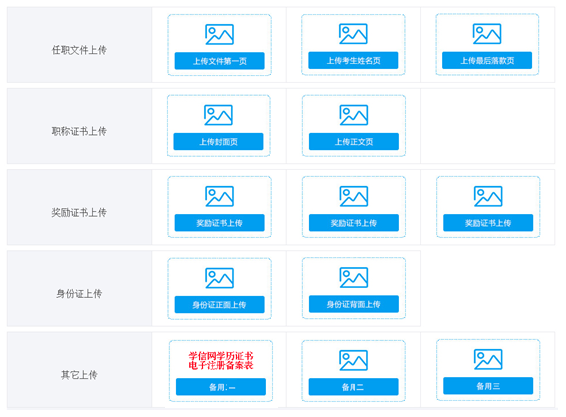 任职文件上传
上传文件第一页
上传考生姓名页
上传最后落款页
职称证书上传
上传封面页
上传正文页
奖励证书上传
奖励证书上传
奖励证书上传
奖励证书上传
身份证上传
身份证正面上传
身份证背面上传
其它上传
学信网学历证书
电子注册备案表
备用.一
备用二
备用三